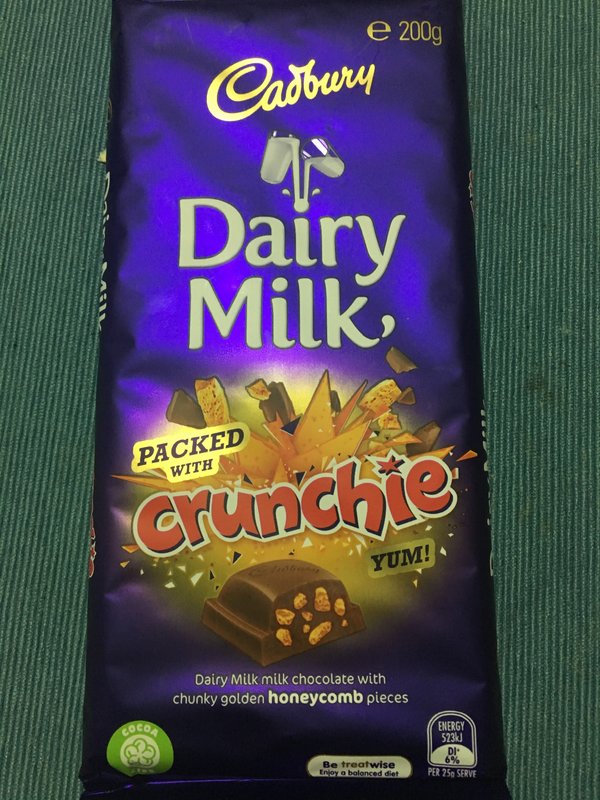 e 200g
Cadbury
Dairy
Milk
PACKED
WITH
crunchie
YUM!
Cadbury
Dairy Milk milk chocolate with
chunky golden honeycomb pieces
COCOA
Be treatwise
Enjoy a balanced diet
ENERGY
523kJ
DI*
6%
PER 25g SERVE